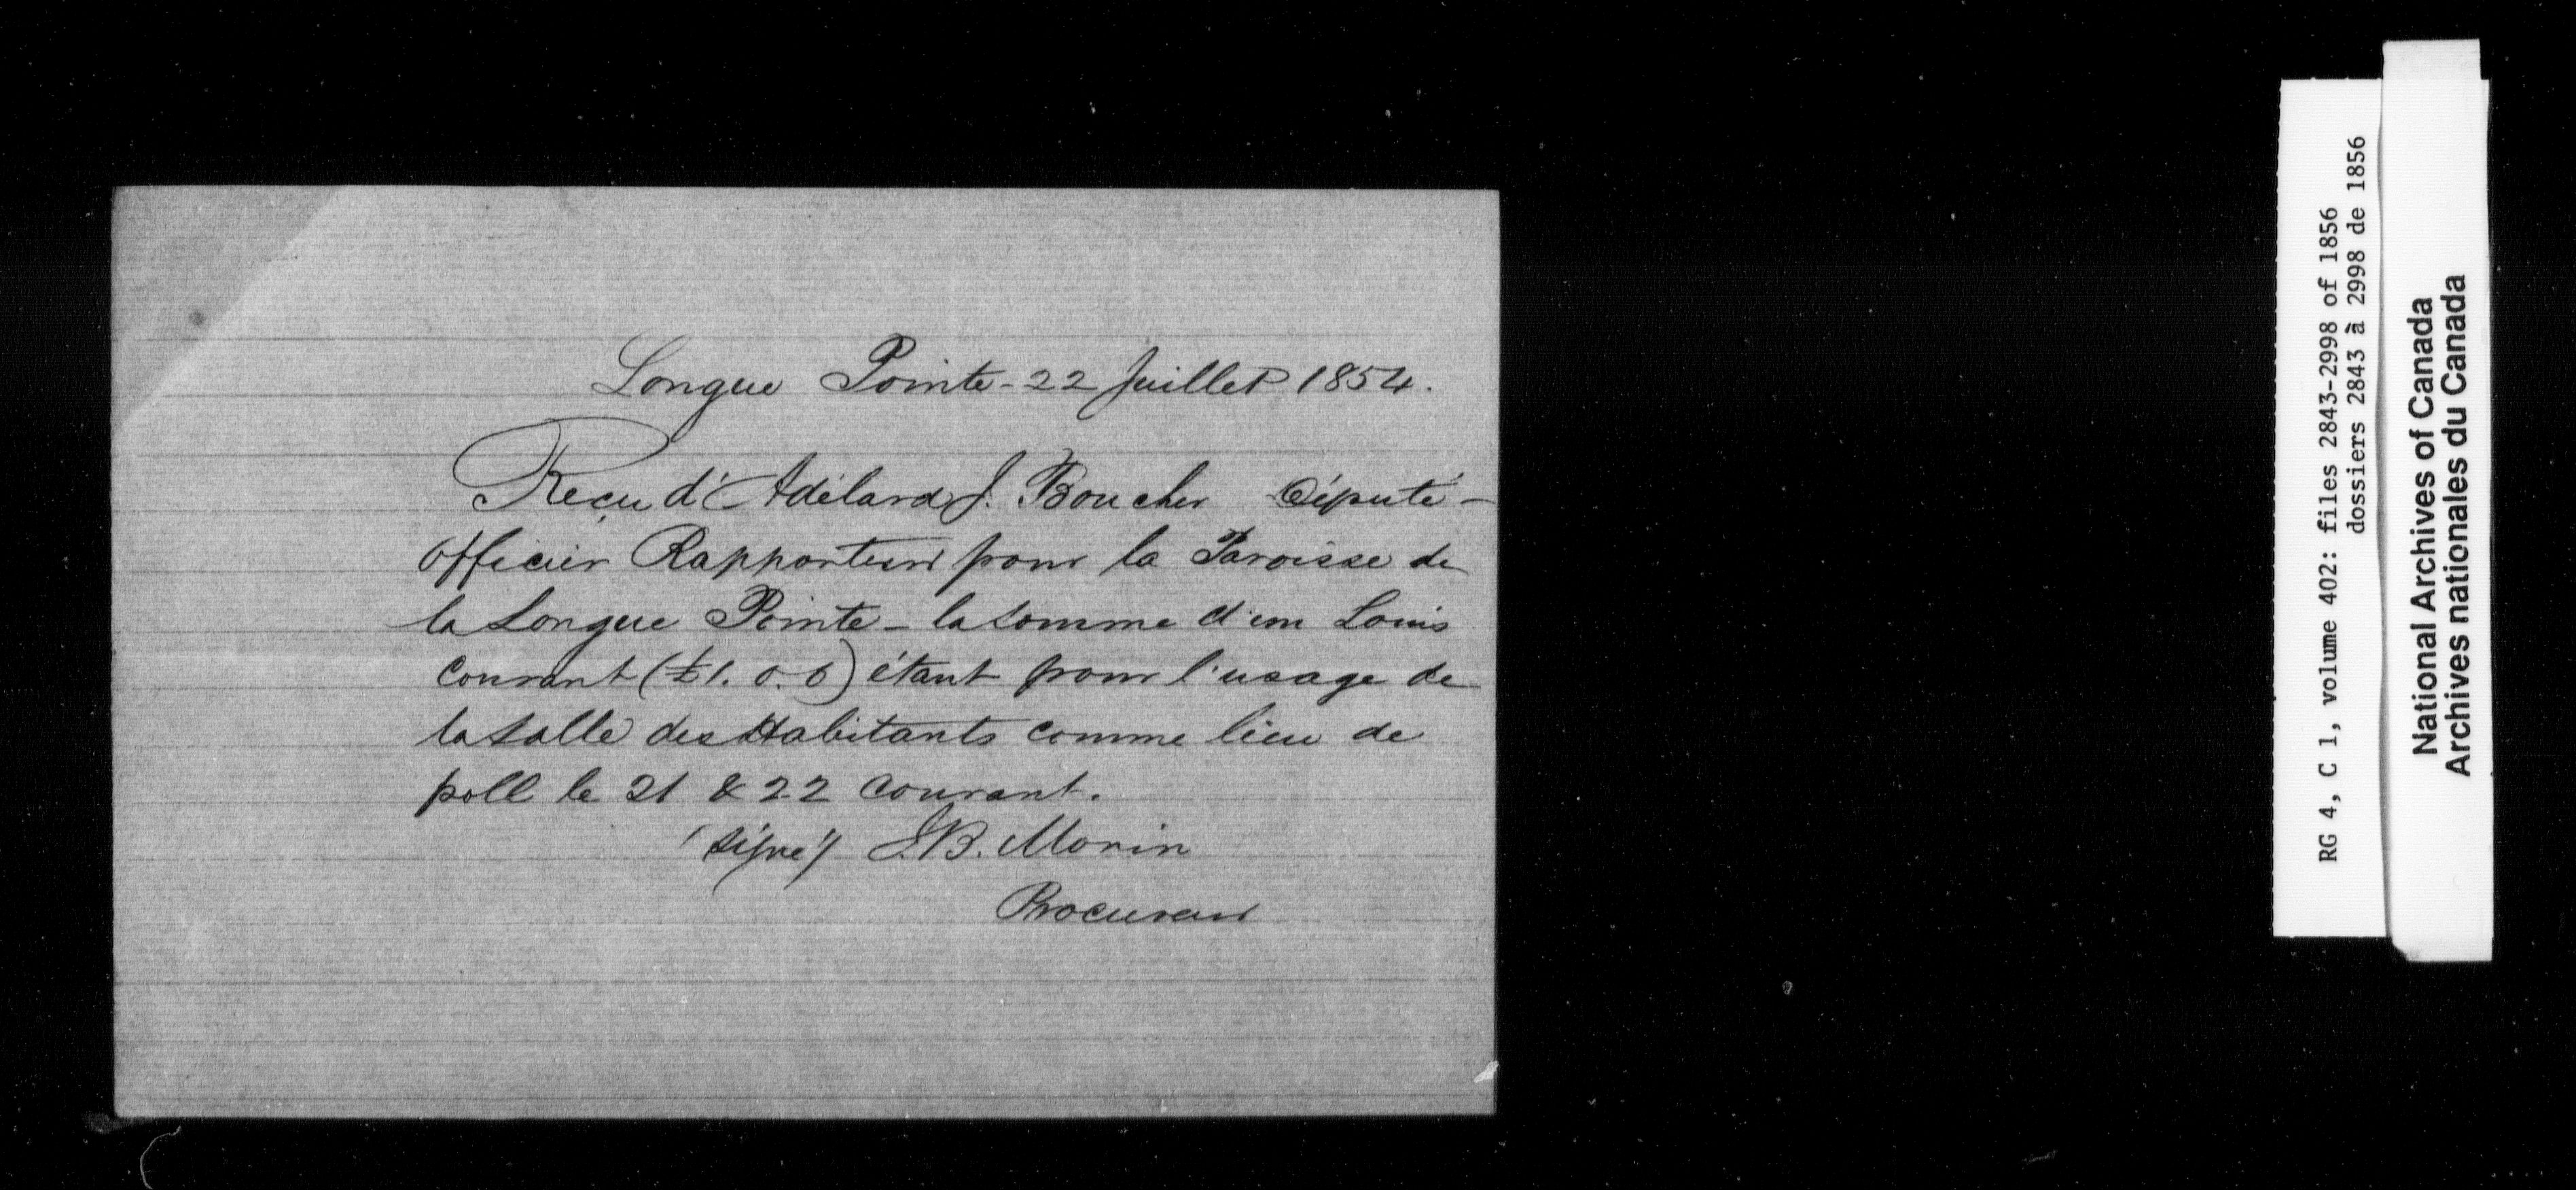 Longue Pointe - 22 Juillet 1854.
Reçu d'Adélard J. Boucher Député -
Officier Rapporteur pour la Paroisse de
la Longue Pointe - la somme d'un Louis
courant (£1. 0. 0) étant pour l'usage de
la salle des Habitants comme lieu de
poll le 21 & 22 courant.
(signé) J.B. Morin
Procureur
RG 4, C 1, volume 402: files 2843-2998 of 1856
dossiers 2843 à 2998 de 1856
National Archives of Canada
Archives nationales du Canada